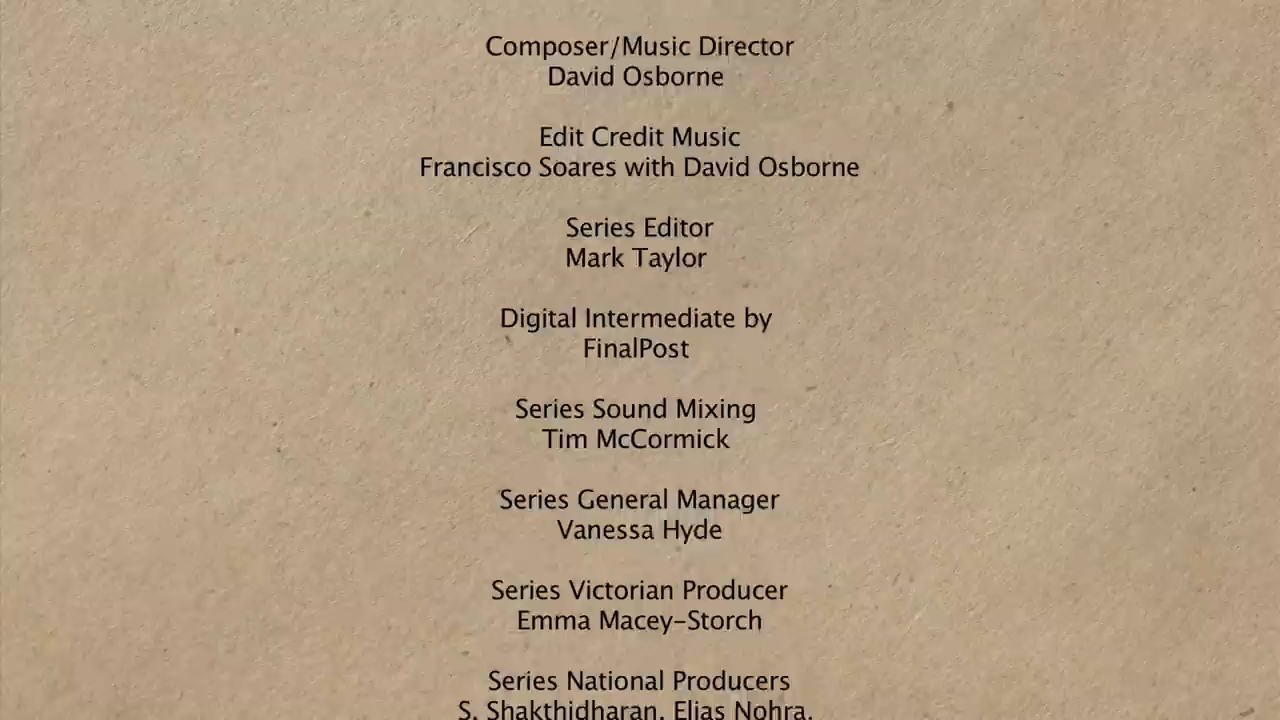 Composer/Music Director
David Osborne
Edit Credit Music
Francisco Soares with David Osborne
Series Editor
Mark Taylor
Digital Intermediate by
FinalPost
Series Sound Mixing
Tim McCormick
Series General Manager
Vanessa Hyde
Series Victorian Producer
Emma Macey-Storch
Series National Producers
S. Shakthidharan, Elias Nohra,